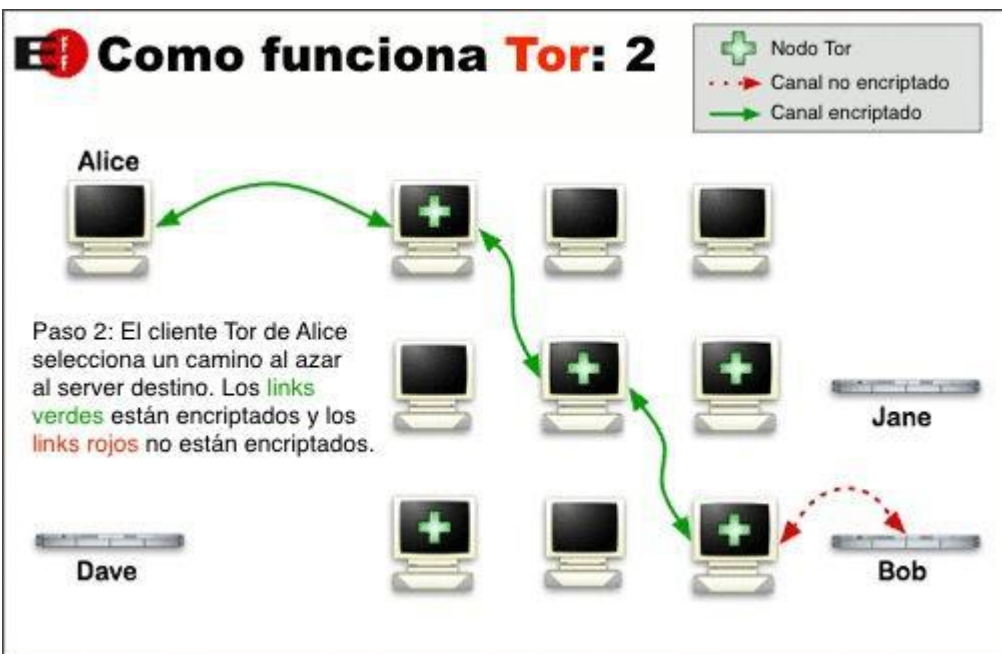 EFF Como funciona Tor: 2
Nodo Tor
Canal no encriptado
Canal encriptado
Alice
Paso 2: El cliente Tor de Alice
selecciona un camino al azar
al server destino. Los links
verdes están encriptados y los
links rojos no están encriptados.
Jane
Dave
Bob